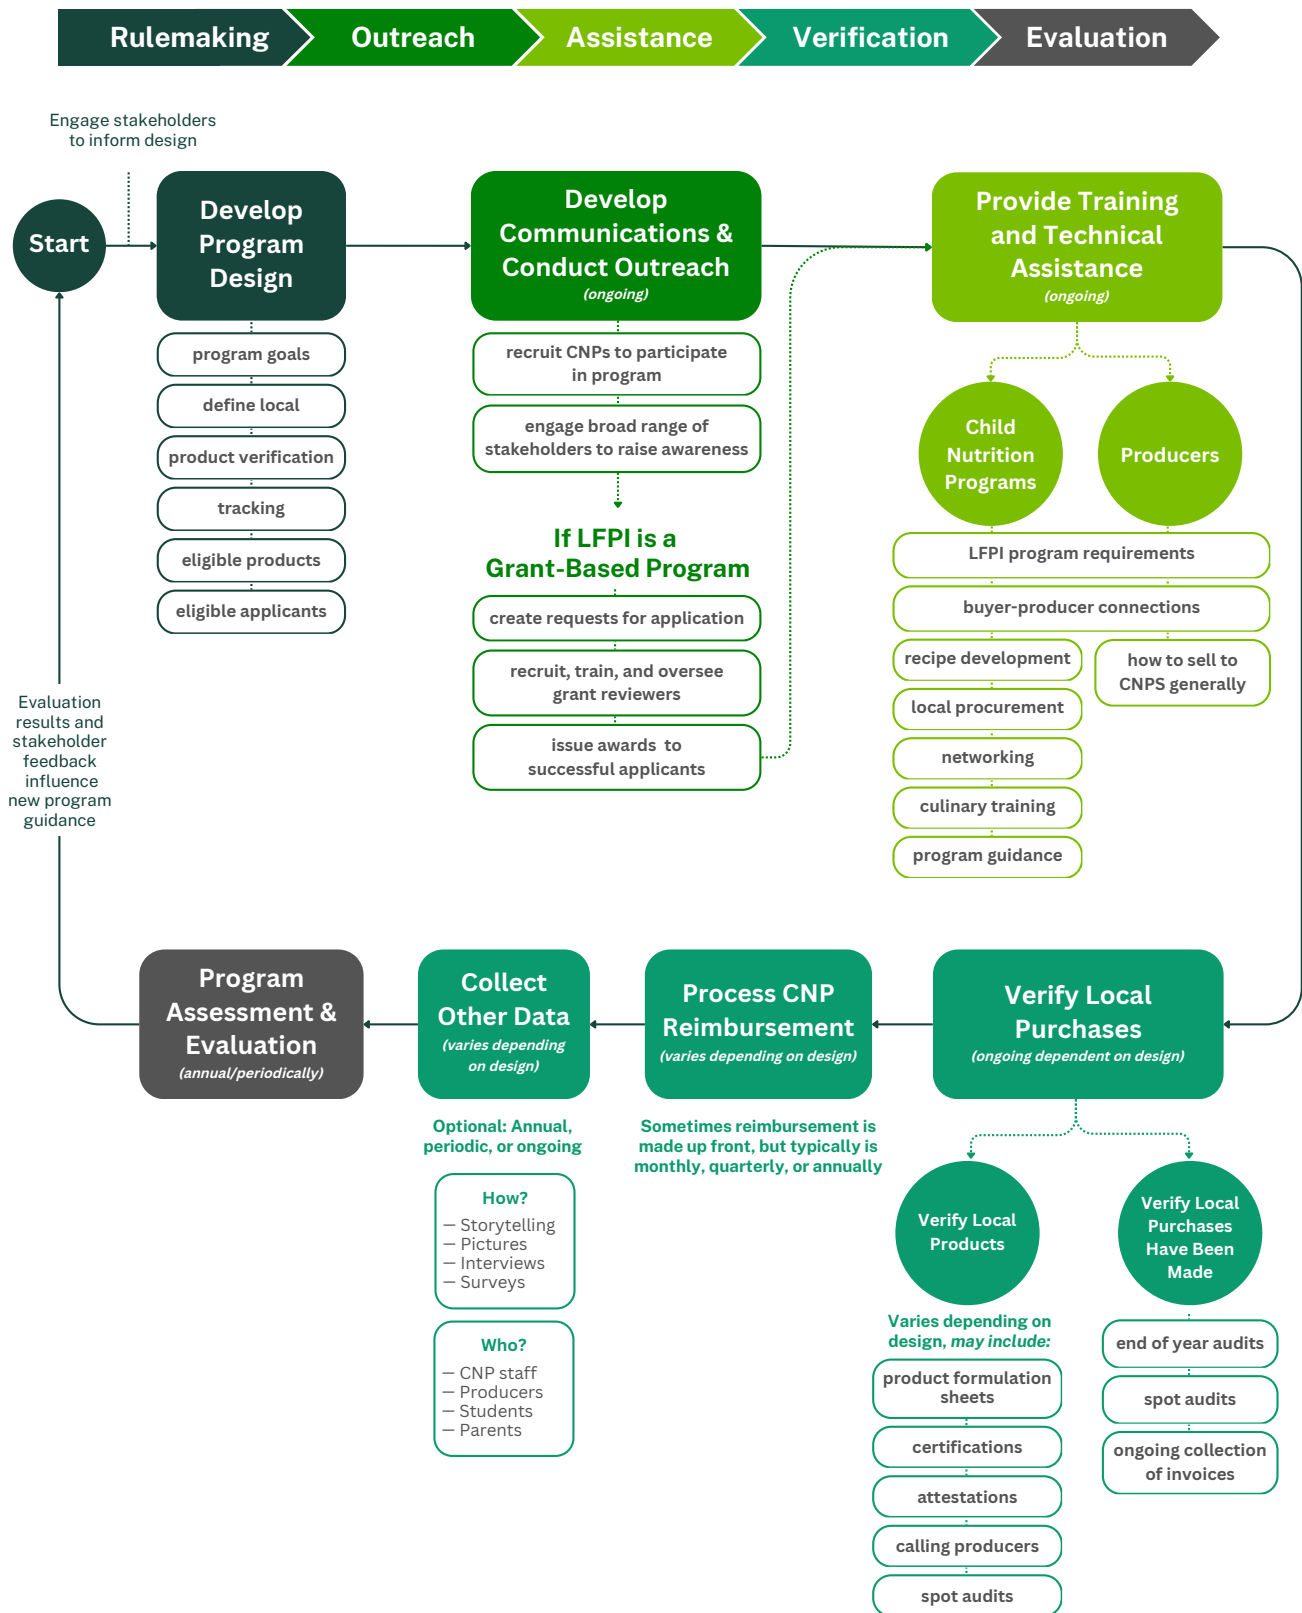 Rulemaking
Outreach
Assistance
Verification
Evaluation
Engage stakeholders
to inform design
Start
Develop
Program
Design
program goals
define local
product verification
tracking
eligible products
eligible applicants
Develop
Communications &
Conduct Outreach
(ongoing)
recruit CNPs to participate
in program
engage broad range of
stakeholders to raise awareness
If LFPI is a
Grant-Based Program
create requests for application
recruit, train, and oversee
grant reviewers
issue awards to
successful applicants
Provide Training
and Technical
Assistance
(ongoing)
Child
Nutrition
Programs
Producers
LFPI program requirements
buyer-producer connections
recipe development
local procurement
networking
culinary training
program guidance
how to sell to
CNPS generally
Evaluation
results and
stakeholder
feedback
influence
new program
guidance
Verify Local
Purchases
(ongoing dependent on design)
Verify Local
Products
Varies depending on
design, may include:
product formulation
sheets
certifications
attestations
calling producers
spot audits
Verify Local
Purchases
Have Been
Made
end of year audits
spot audits
ongoing collection
of invoices
Process CNP
Reimbursement
(varies depending on design)
Sometimes reimbursement is
made up front, but typically is
monthly, quarterly, or annually
Collect
Other Data
(varies depending
on design)
Optional: Annual,
periodic, or ongoing
How?
– Storytelling
– Pictures
– Interviews
– Surveys
Who?
– CNP staff
– Producers
– Students
– Parents
Program
Assessment &
Evaluation
(annual/periodically)